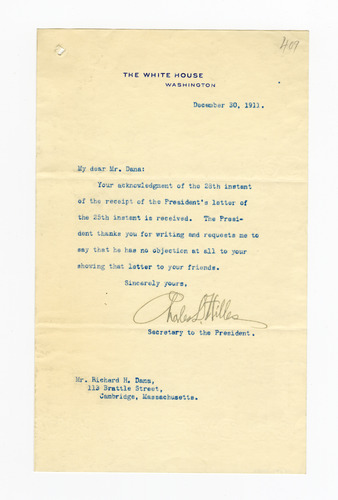 409
THE WHITE HOUSE
WASHINGTON
December 30, 1911.
My dear Mr. Dana:
Your acknowledgment of the 28th instant
of the receipt of the President's letter of
the 25th instant is received. The Presi-
dent thanks you for writing and requests me to
say that he has no objection at all to your
showing that letter to your friends.
Sincerely yours,
Charles D. Hilles
Secretary to the President.
Mr. Richard H. Dana,
113 Brattle Street,
Cambridge, Massachusetts.